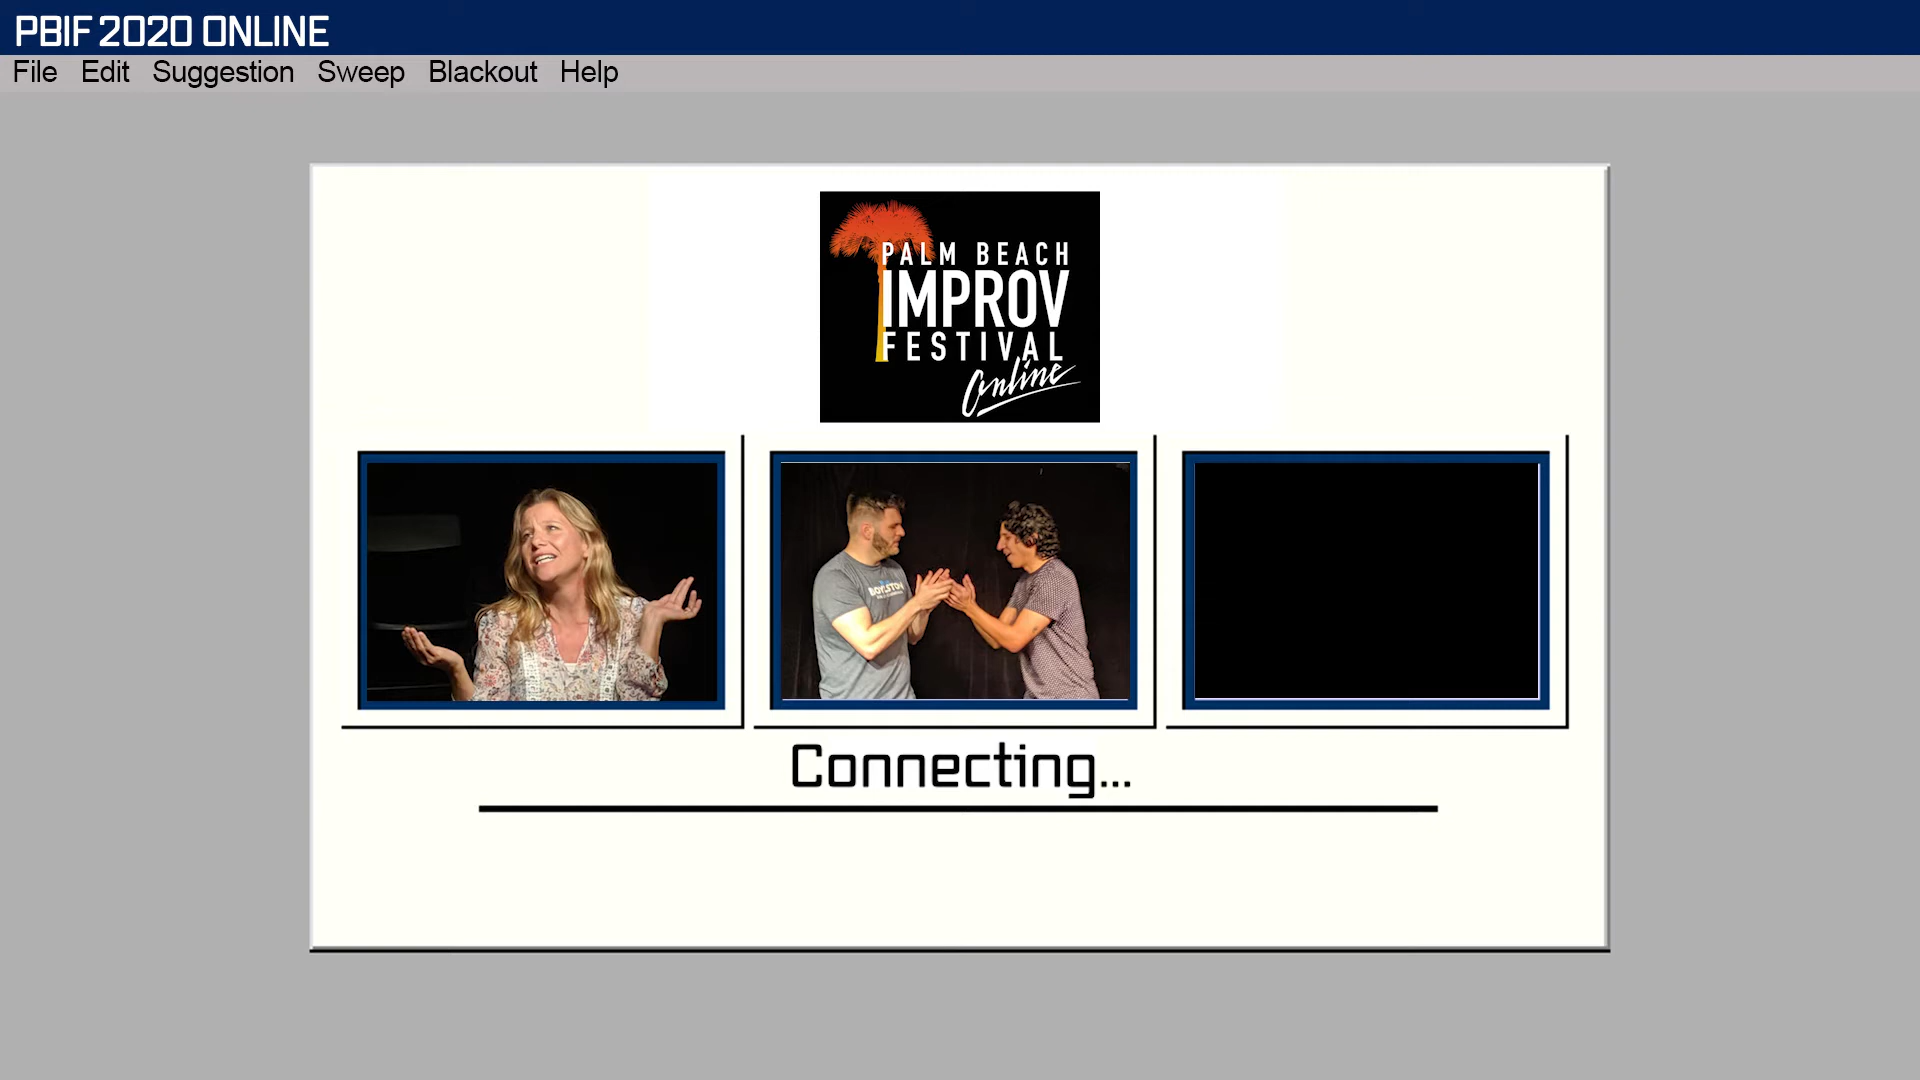 PBIF 2020 ONLINE
File Edit Suggestion Sweep Blackout Help
PALM BEACH
IMPROV
FESTIVAL
Online
Connecting...